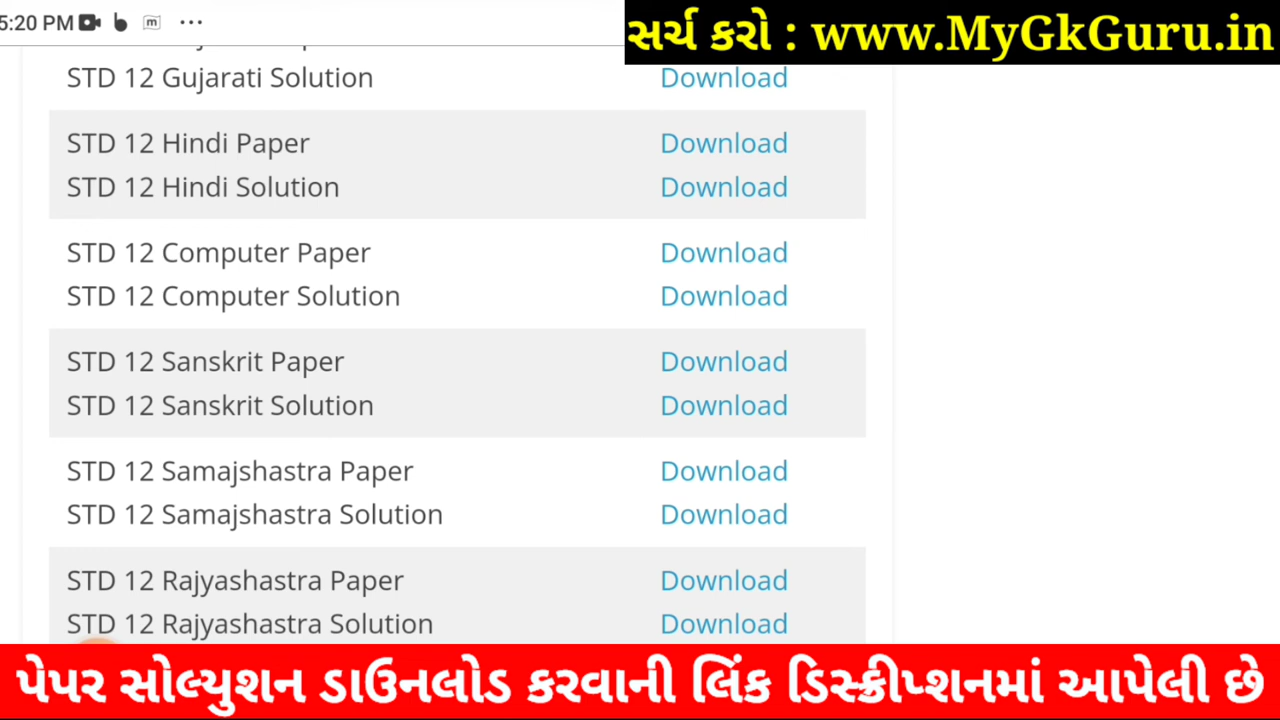 5:20 PM
સર્ચ કરો : www.MyGkGuru.in
STD 12 Gujarati Solution Download
STD 12 Hindi Paper Download
STD 12 Hindi Solution Download
STD 12 Computer Paper Download
STD 12 Computer Solution Download
STD 12 Sanskrit Paper Download
STD 12 Sanskrit Solution Download
STD 12 Samajshastra Paper Download
STD 12 Samajshastra Solution Download
STD 12 Rajyashastra Paper Download
STD 12 Rajyashastra Solution Download
પેપર સોલ્યુશન ડાઉનલોડ કરવાની લિંક ડિસ્ક્રીપ્શનમાં આપેલી છે